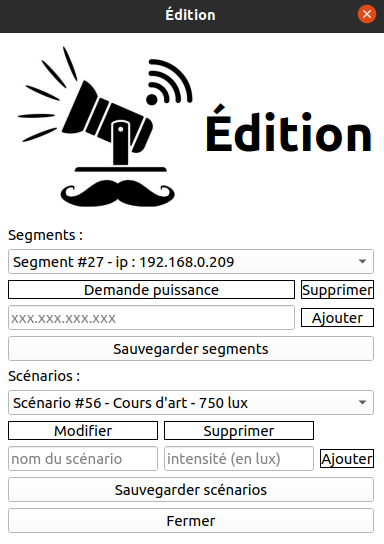 Édition
Édition
Segments :
Segment #27 - ip : 192.168.0.209
Demande puissance Supprimer
xxx.xxx.xxx.xxx Ajouter
Sauvegarder segments
Scénarios :
Scénario #56 - Cours d'art - 750 lux
Modifier Supprimer
nom du scénario intensité (en lux) Ajouter
Sauvegarder scénarios
Fermer